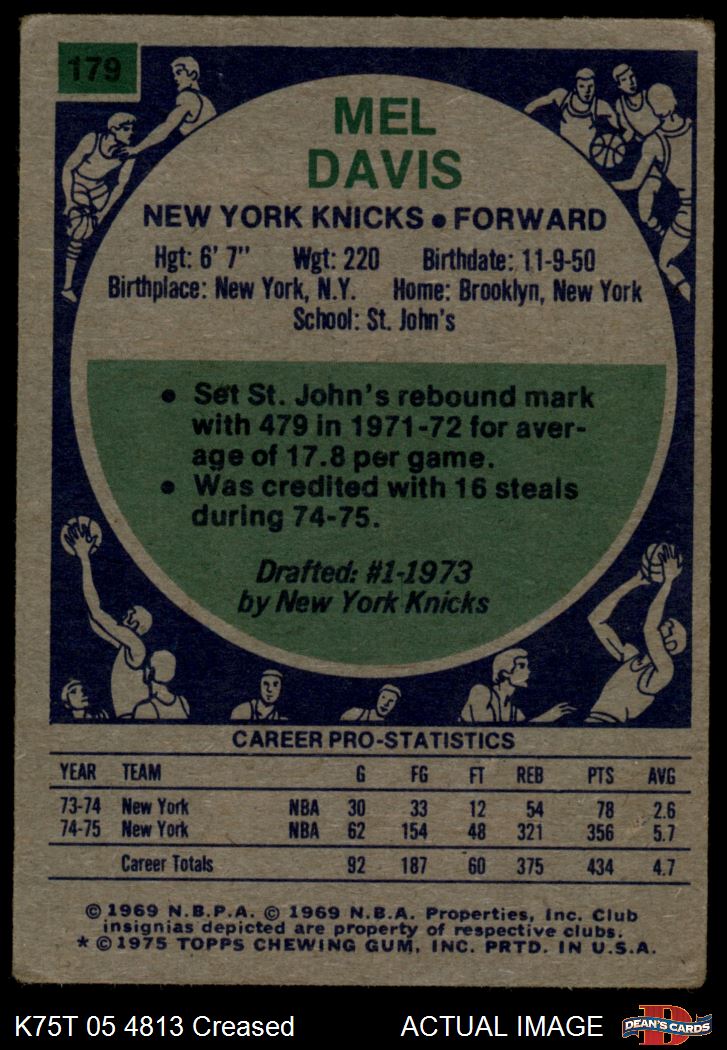 179
MEL
DAVIS
NEW YORK KNICKS • FORWARD
Hgt: 6' 7" Wgt: 220 Birthdate: 11-9-50
Birthplace: New York, N.Y. Home: Brooklyn, New York
School: St. John's
• Set St. John's rebound mark
with 479 in 1971-72 for aver-
age of 17.8 per game.
• Was credited with 16 steals
during 74-75.
Drafted: #1-1973
by New York Knicks
CAREER PRO-STATISTICS
YEAR TEAM G FG FT REB PTS AVG
73-74 New York NBA 30 33 12 54 78 2.6
74-75 New York NBA 62 154 48 321 356 5.7
Career Totals 92 187 60 375 434 4.7
© 1969 N.B.P.A. © 1969 N.B.A. Properties, Inc. Club
insignias depicted are property of respective clubs.
* © 1975 TOPPS CHEWING GUM, INC. PRTD. IN U.S.A.
K75T 05 4813 Creased ACTUAL IMAGE
D
DEAN'S CARDS